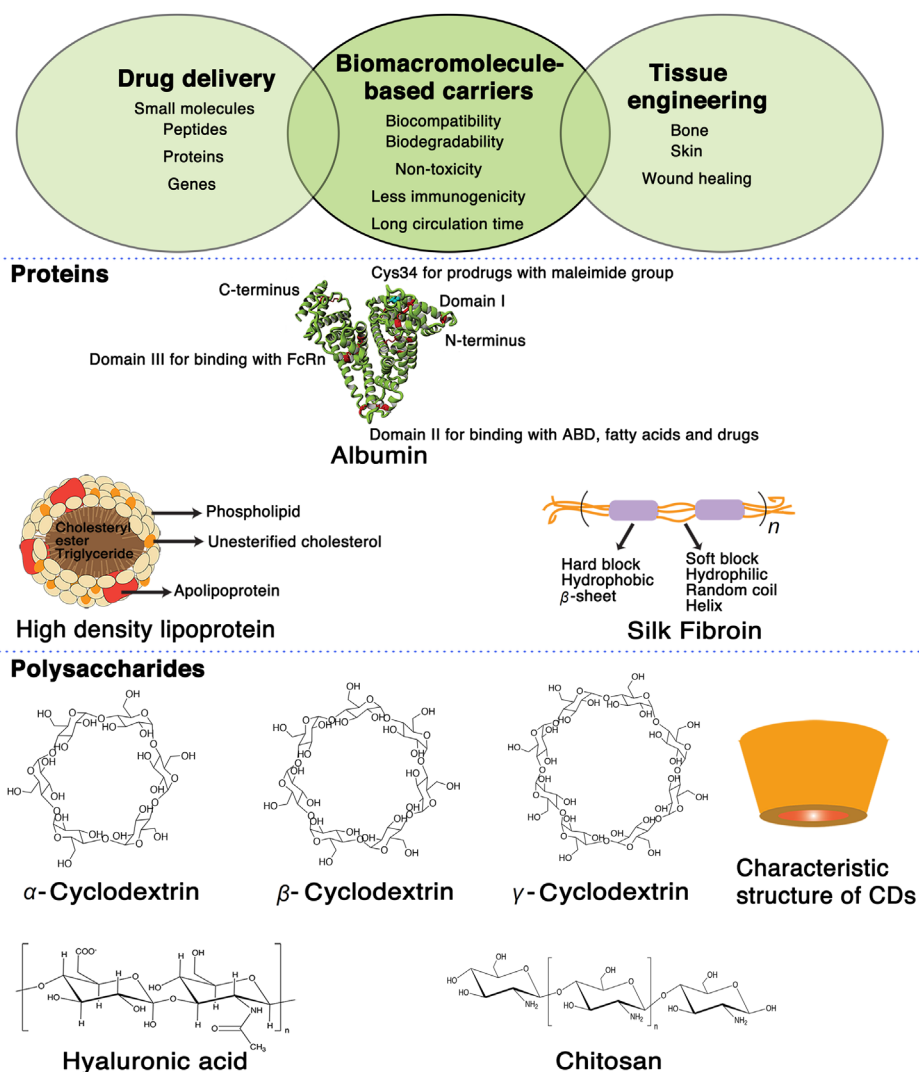 Drug delivery
Small molecules
Peptides
Proteins
Genes
Biomacromolecule-
based carriers
Biocompatibility
Biodegradability
Non-toxicity
Less immunogenicity
Long circulation time
Tissue
engineering
Bone
Skin
Wound healing
Proteins
Cys34 for prodrugs with maleimide group
C-terminus
Domain I
N-terminus
Domain III for binding with FcRn
Domain II for binding with ABD, fatty acids and drugs
Albumin
Cholesteryl
ester
Triglyceride
Phospholipid
Unesterified cholesterol
Apolipoprotein
High density lipoprotein
n
Hard block
Hydrophobic
β-sheet
Soft block
Hydrophilic
Random coil
Helix
Silk Fibroin
Polysaccharides
α-Cyclodextrin
β-Cyclodextrin
γ-Cyclodextrin
Characteristic
structure of CDs
Hyaluronic acid
Chitosan